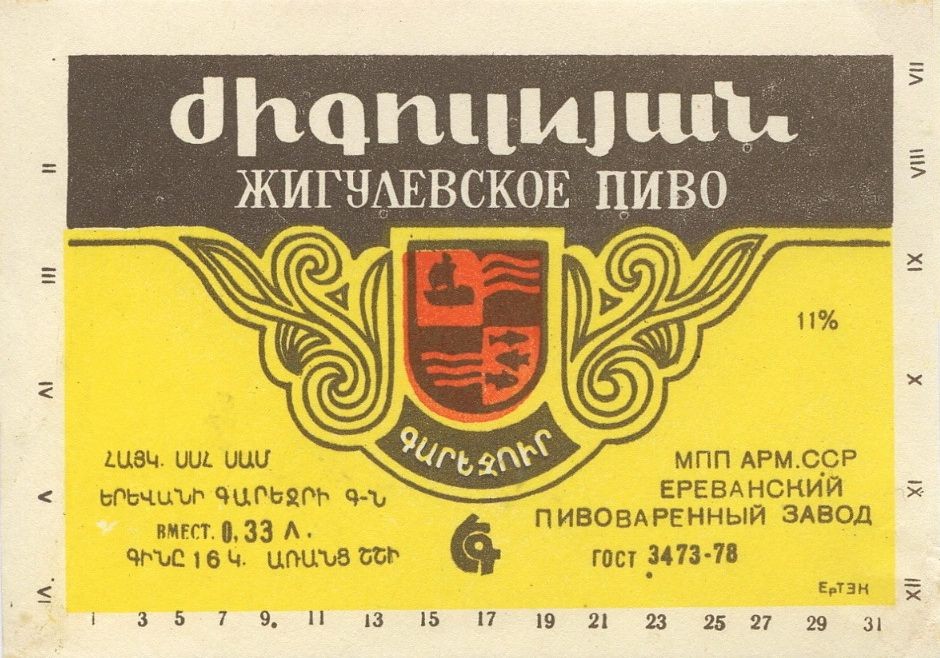 ժիգուլևյան
ЖИГУЛЕВСКОЕ ПИВО
11%
ԳԱՐԵՋՈՒՐ
ՀԱՅԿ. ՍՍՀ ՍԱՄ
ԵՐԵՎԱՆԻ ԳԱՐԵՋՐԻ Գ-Ն
ВМЕСТ. 0,33 Л.
ԳԻՆԸ 16 Կ. ԱՌԱՆՑ ՇՇԻ
МПП АРМ.ССР
ЕРЕВАНСКИЙ
ПИВОВАРЕННЫЙ ЗАВОД
ГОСТ 3473-78
ЕрТЭК
II
III
VI
V
IV.
VII
VIII
IX
X
XI
XII
1 3 5 7 9. 11 13 15 17 19 21 23 25 27 29 31